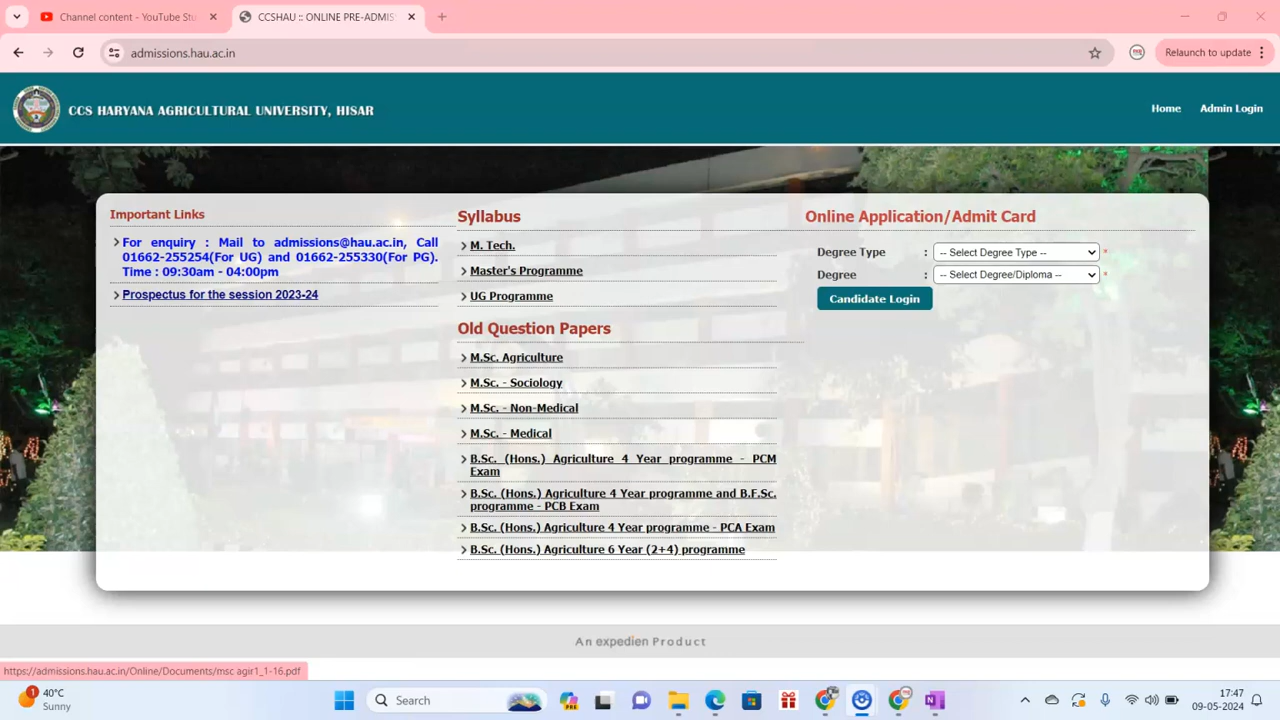 Channel content - YouTube Stu
CCSHAU :: ONLINE PRE-ADMIS
admissions.hau.ac.in
Relaunch to update
CCS HARYANA AGRICULTURAL UNIVERSITY, HISAR
Home
Admin Login
Important Links
For enquiry : Mail to admissions@hau.ac.in, Call
01662-255254(For UG) and 01662-255330(For PG).
Time : 09:30am - 04:00pm
Prospectus for the session 2023-24
Syllabus
M. Tech.
Master's Programme
UG Programme
Old Question Papers
M.Sc. Agriculture
M.Sc. - Sociology
M.Sc. - Non-Medical
M.Sc. - Medical
B.Sc. (Hons.) Agriculture 4 Year programme - PCM
Exam
B.Sc. (Hons.) Agriculture 4 Year programme and B.F.Sc.
programme - PCB Exam
B.Sc. (Hons.) Agriculture 4 Year programme - PCA Exam
B.Sc. (Hons.) Agriculture 6 Year (2+4) programme
Online Application/Admit Card
Degree Type : -- Select Degree Type -- *
Degree : -- Select Degree/Diploma -- *
Candidate Login
An expedien Product
https://admissions.hau.ac.in/Online/Documents/msc agir1_1-16.pdf
1
40°C
Sunny
Search
17:47
09-05-2024